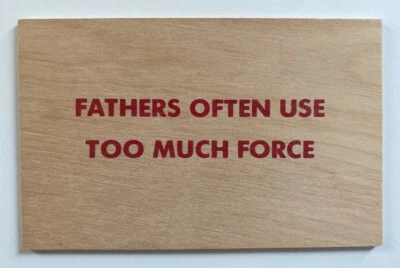 FATHERS OFTEN USE
TOO MUCH FORCE